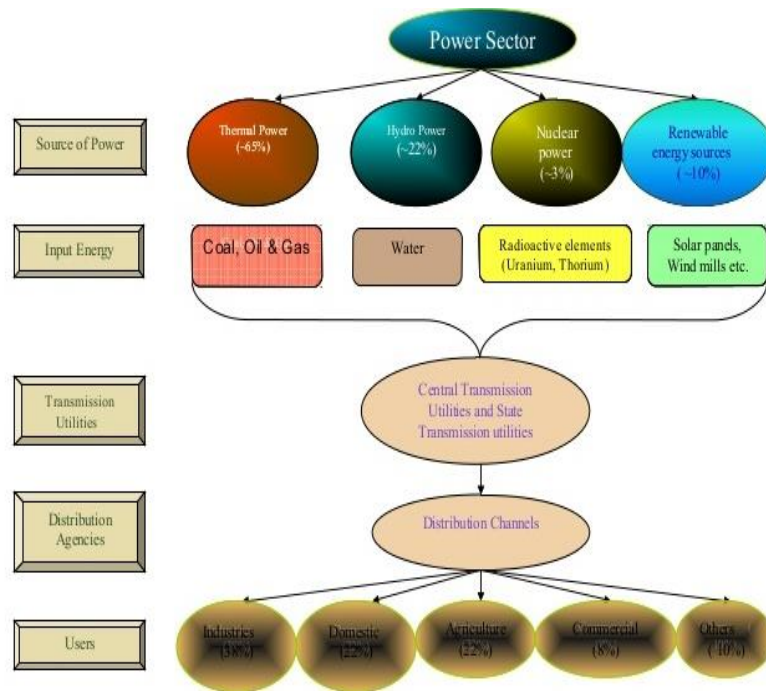 Power Sector
Source of Power
Thermal Power
(~65%)
Hydro Power
(~22%)
Nuclear
power
(~3%)
Renewable
energy sources
( ~10%)
Input Energy
Coal, Oil & Gas
Water
Radioactive elements
(Uranium, Thorium)
Solar panels,
Wind mills etc.
Transmission
Utilities
Central Transmission
Utilities and State
Transmission utilities
Distribution
Agencies
Distribution Channels
Users
Industries
(38%)
Domestic
(22%)
Agriculture
(22%)
Commercial
(8%)
Others
( 10%)